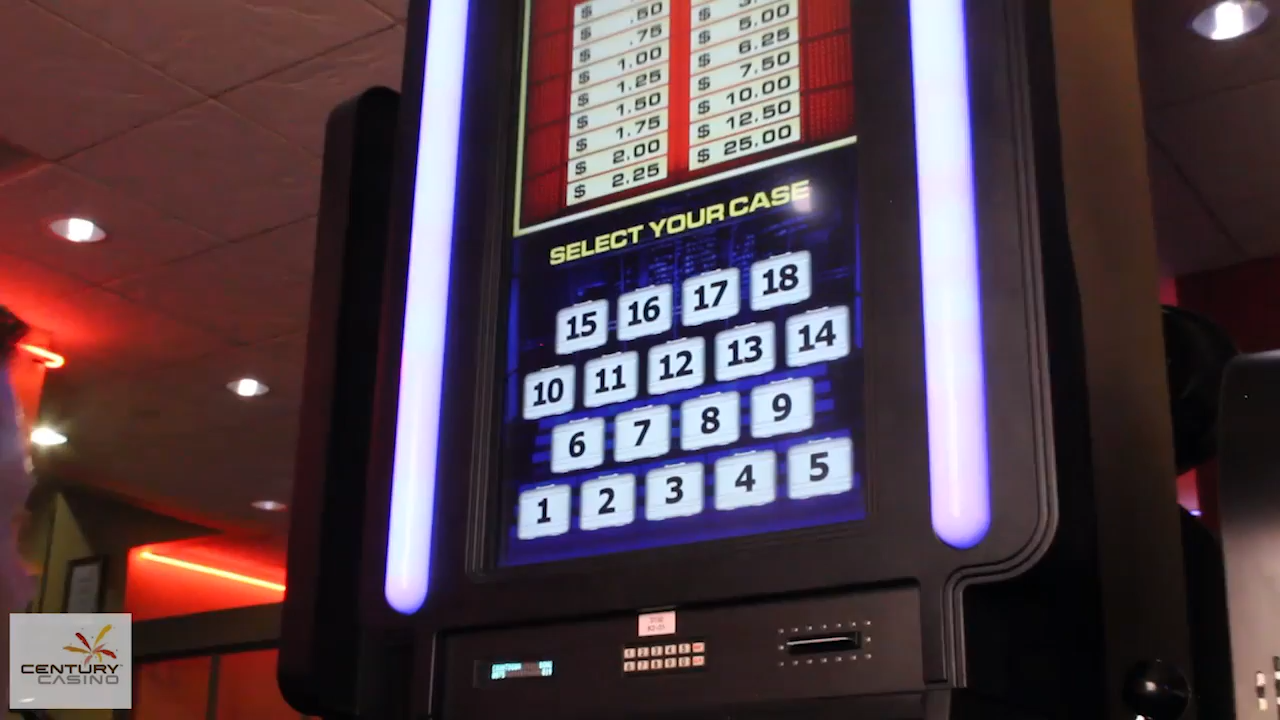 $ .50
$ .75
$ 1.00
$ 1.25
$ 1.50
$ 1.75
$ 2.00
$ 2.25
$
$ 5.00
$ 6.25
$ 7.50
$ 10.00
$ 12.50
$ 25.00
SELECT YOUR CASE
15 16 17 18
10 11 12 13 14
6 7 8 9
1 2 3 4 5
CENTURY
CASINO